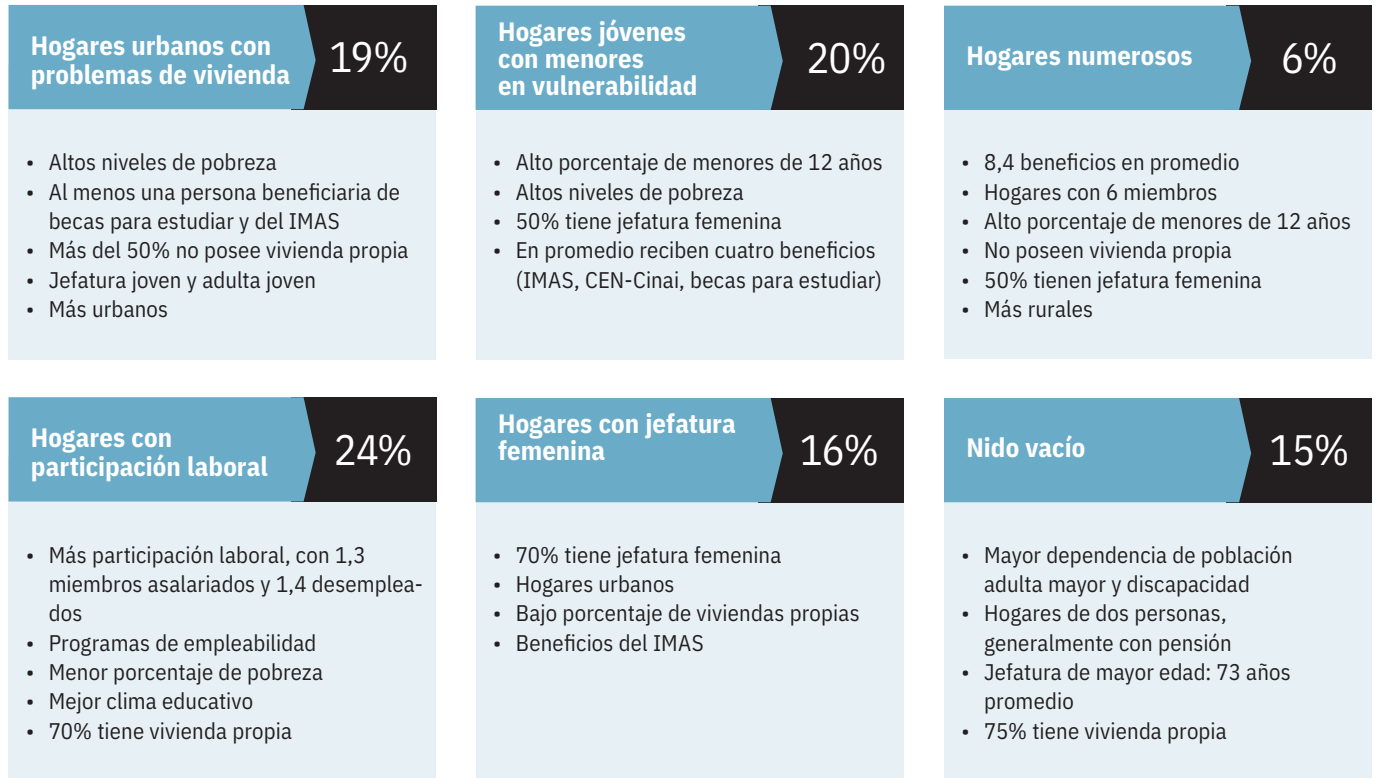 Hogares urbanos con
problemas de vivienda
19%
• Altos niveles de pobreza
• Al menos una persona beneficiaria de
becas para estudiar y del IMAS
• Más del 50% no posee vivienda propia
• Jefatura joven y adulta joven
• Más urbanos
Hogares jóvenes
con menores
en vulnerabilidad
20%
• Alto porcentaje de menores de 12 años
• Altos niveles de pobreza
• 50% tiene jefatura femenina
• En promedio reciben cuatro beneficios
(IMAS, CEN-Cinai, becas para estudiar)
Hogares numerosos
6%
• 8,4 beneficios en promedio
• Hogares con 6 miembros
• Alto porcentaje de menores de 12 años
• No poseen vivienda propia
• 50% tienen jefatura femenina
• Más rurales
Hogares con
participación laboral
24%
• Más participación laboral, con 1,3
miembros asalariados y 1,4 desemplea-
dos
• Programas de empleabilidad
• Menor porcentaje de pobreza
• Mejor clima educativo
• 70% tiene vivienda propia
Hogares con jefatura
femenina
16%
• 70% tiene jefatura femenina
• Hogares urbanos
• Bajo porcentaje de viviendas propias
• Beneficios del IMAS
Nido vacío
15%
• Mayor dependencia de población
adulta mayor y discapacidad
• Hogares de dos personas,
generalmente con pensión
• Jefatura de mayor edad: 73 años
promedio
• 75% tiene vivienda propia